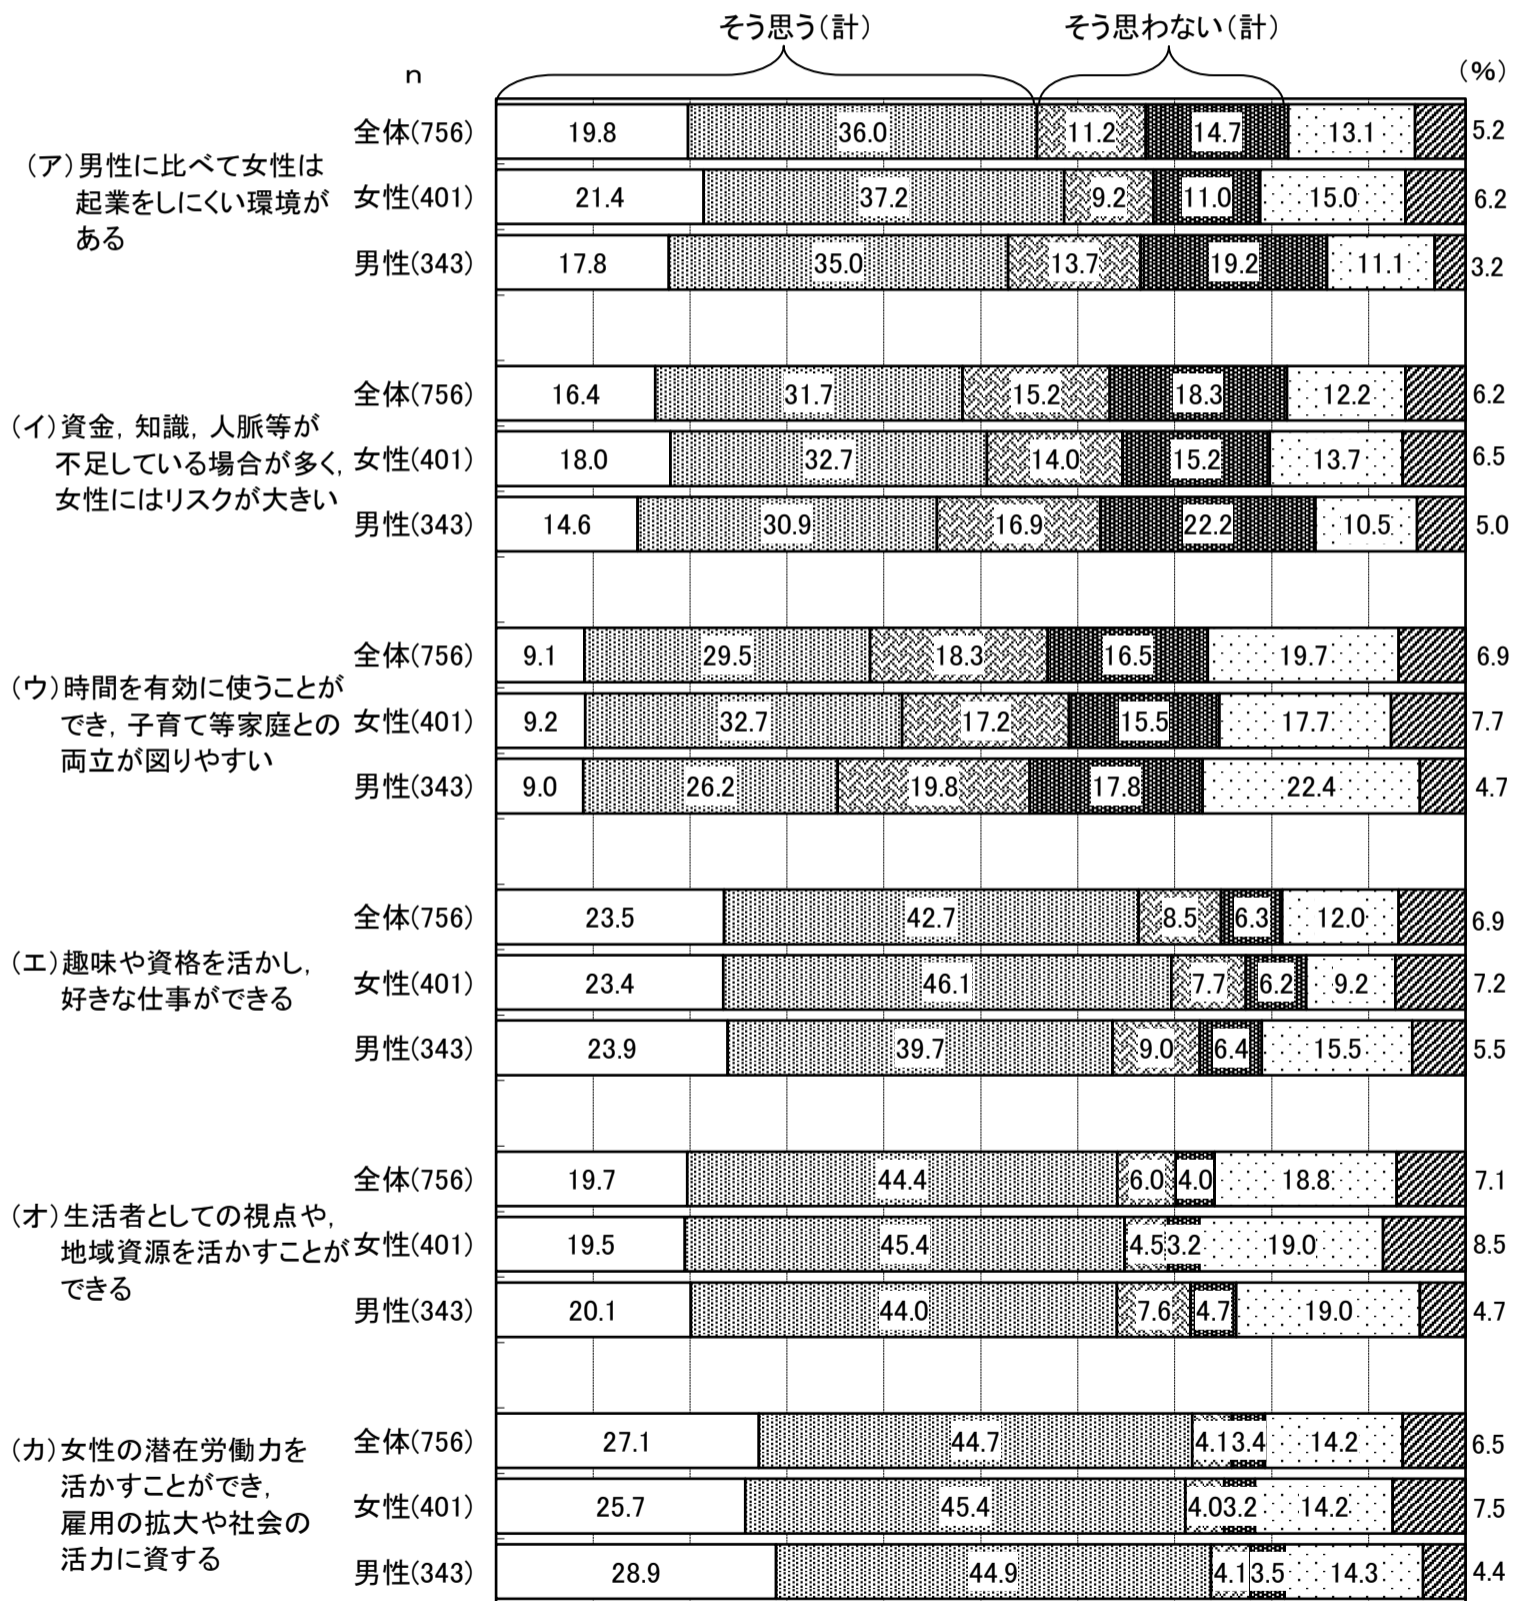 そう思う(計) そう思わない(計)
n (%)
(ア)男性に比べて女性は
起業をしにくい環境が
ある
全体(756) 19.8 36.0 11.2 14.7 13.1 5.2
女性(401) 21.4 37.2 9.2 11.0 15.0 6.2
男性(343) 17.8 35.0 13.7 19.2 11.1 3.2
(イ)資金,知識,人脈等が
不足している場合が多く,
女性にはリスクが大きい
全体(756) 16.4 31.7 15.2 18.3 12.2 6.2
女性(401) 18.0 32.7 14.0 15.2 13.7 6.5
男性(343) 14.6 30.9 16.9 22.2 10.5 5.0
(ウ)時間を有効に使うことが
でき,子育て等家庭との
両立が図りやすい
全体(756) 9.1 29.5 18.3 16.5 19.7 6.9
女性(401) 9.2 32.7 17.2 15.5 17.7 7.7
男性(343) 9.0 26.2 19.8 17.8 22.4 4.7
(エ)趣味や資格を活かし,
好きな仕事ができる
全体(756) 23.5 42.7 8.5 6.3 12.0 6.9
女性(401) 23.4 46.1 7.7 6.2 9.2 7.2
男性(343) 23.9 39.7 9.0 6.4 15.5 5.5
(オ)生活者としての視点や,
地域資源を活かすことが
できる
全体(756) 19.7 44.4 6.0 4.0 18.8 7.1
女性(401) 19.5 45.4 4.5 3.2 19.0 8.5
男性(343) 20.1 44.0 7.6 4.7 19.0 4.7
(カ)女性の潜在労働力を
活かすことができ,
雇用の拡大や社会の
活力に資する
全体(756) 27.1 44.7 4.1 3.4 14.2 6.5
女性(401) 25.7 45.4 4.0 3.2 14.2 7.5
男性(343) 28.9 44.9 4.1 3.5 14.3 4.4